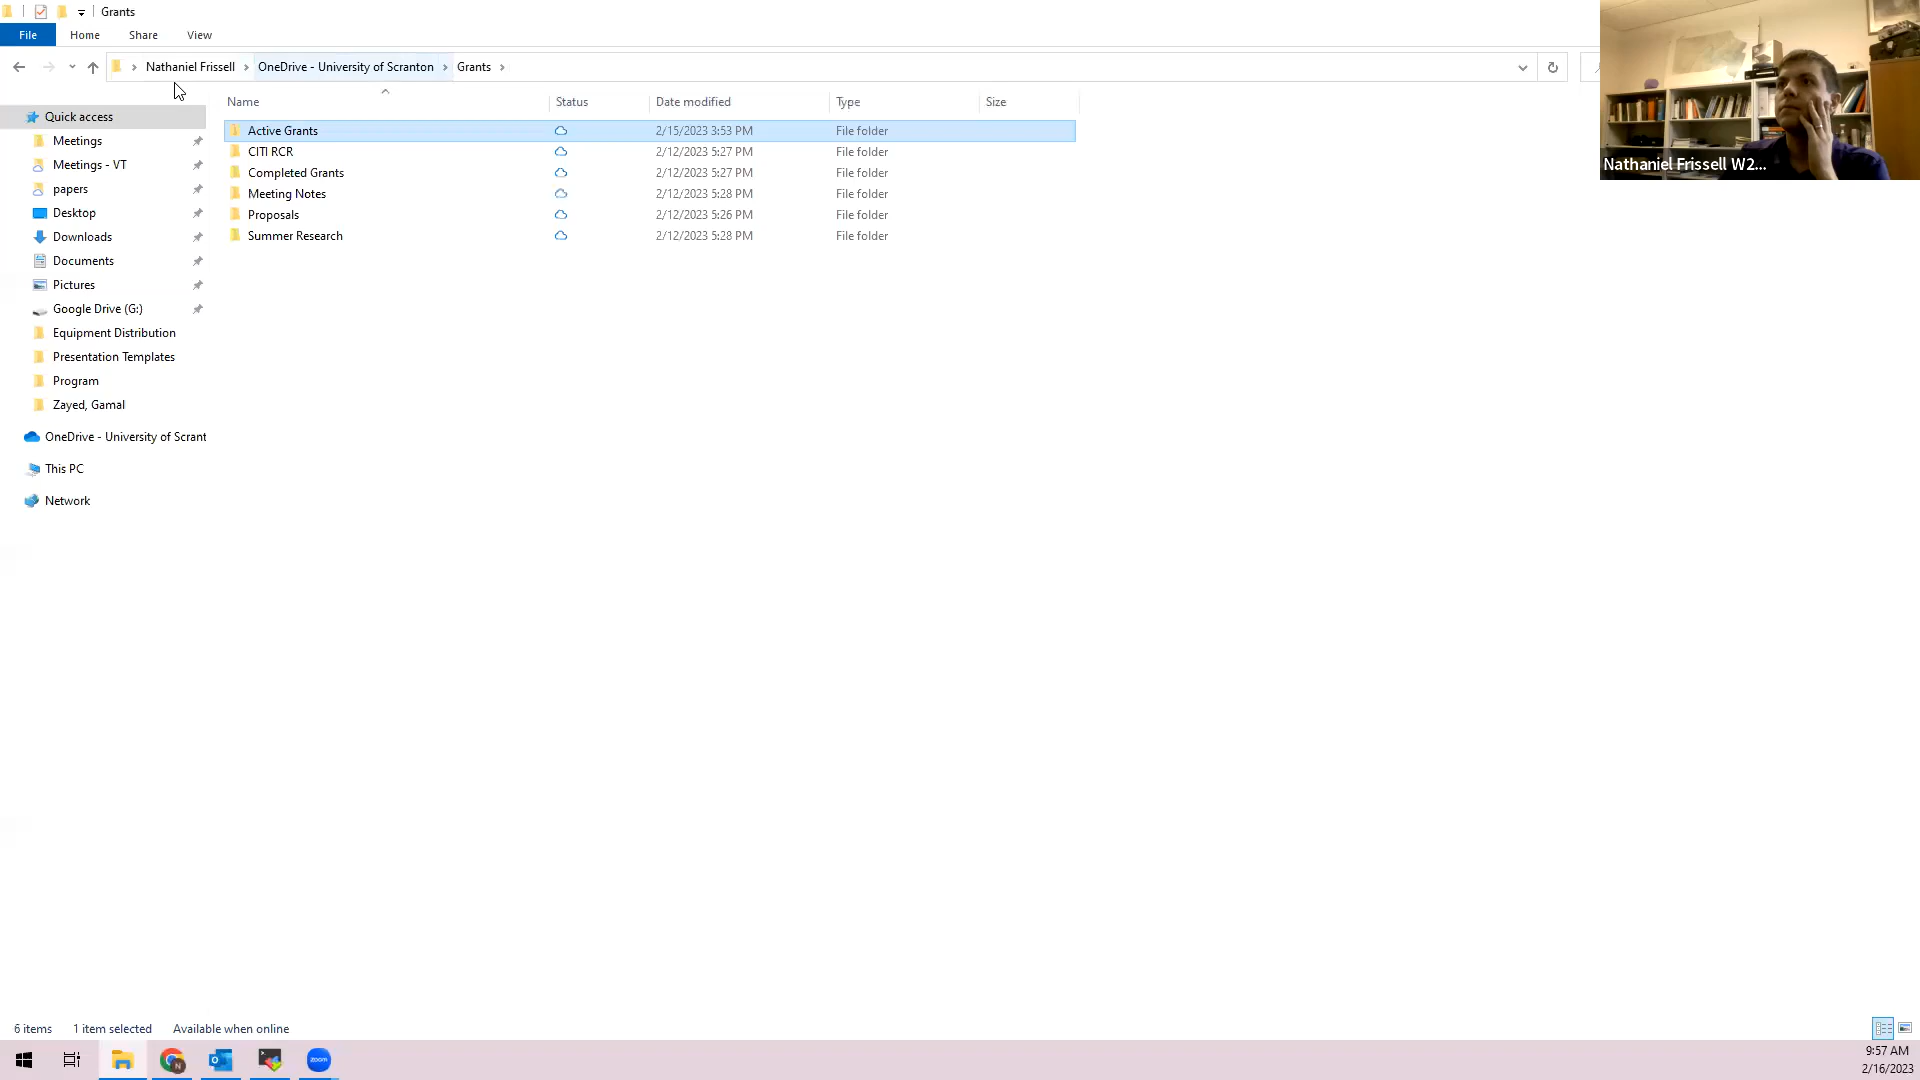 Grants
File Home Share View
Nathaniel Frissell OneDrive - University of Scranton Grants
Name Status Date modified Type Size
Quick access
Meetings
Meetings - VT
papers
Desktop
Downloads
Documents
Pictures
Google Drive (G:)
Equipment Distribution
Presentation Templates
Program
Zayed, Gamal
OneDrive - University of Scrant
This PC
Network
Active Grants 2/15/2023 3:53 PM File folder
CITI RCR 2/12/2023 5:27 PM File folder
Completed Grants 2/12/2023 5:27 PM File folder
Meeting Notes 2/12/2023 5:28 PM File folder
Proposals 2/12/2023 5:26 PM File folder
Summer Research 2/12/2023 5:28 PM File folder
Nathaniel Frissell W2...
6 items 1 item selected Available when online
zoom
9:57 AM
2/16/2023